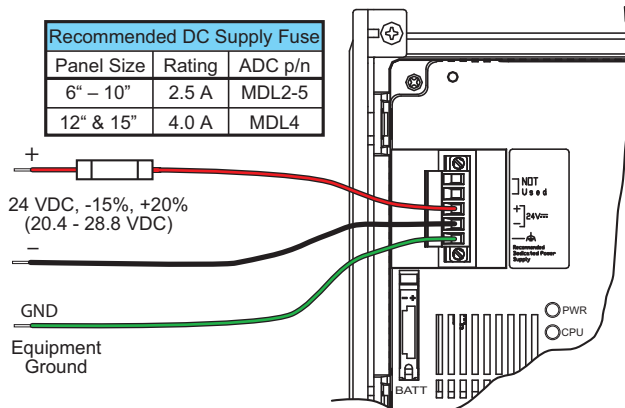 Recommended DC Supply Fuse
Panel Size Rating ADC p/n
6“ – 10” 2.5 A MDL2-5
12“ & 15” 4.0 A MDL4
+
24 VDC, -15%, +20%
(20.4 - 28.8 VDC)
–
GND
Equipment
Ground
NOT
Used
+
24V
–
Recommended
Dedicated Power
Supply
– +
BATT
PWR
CPU